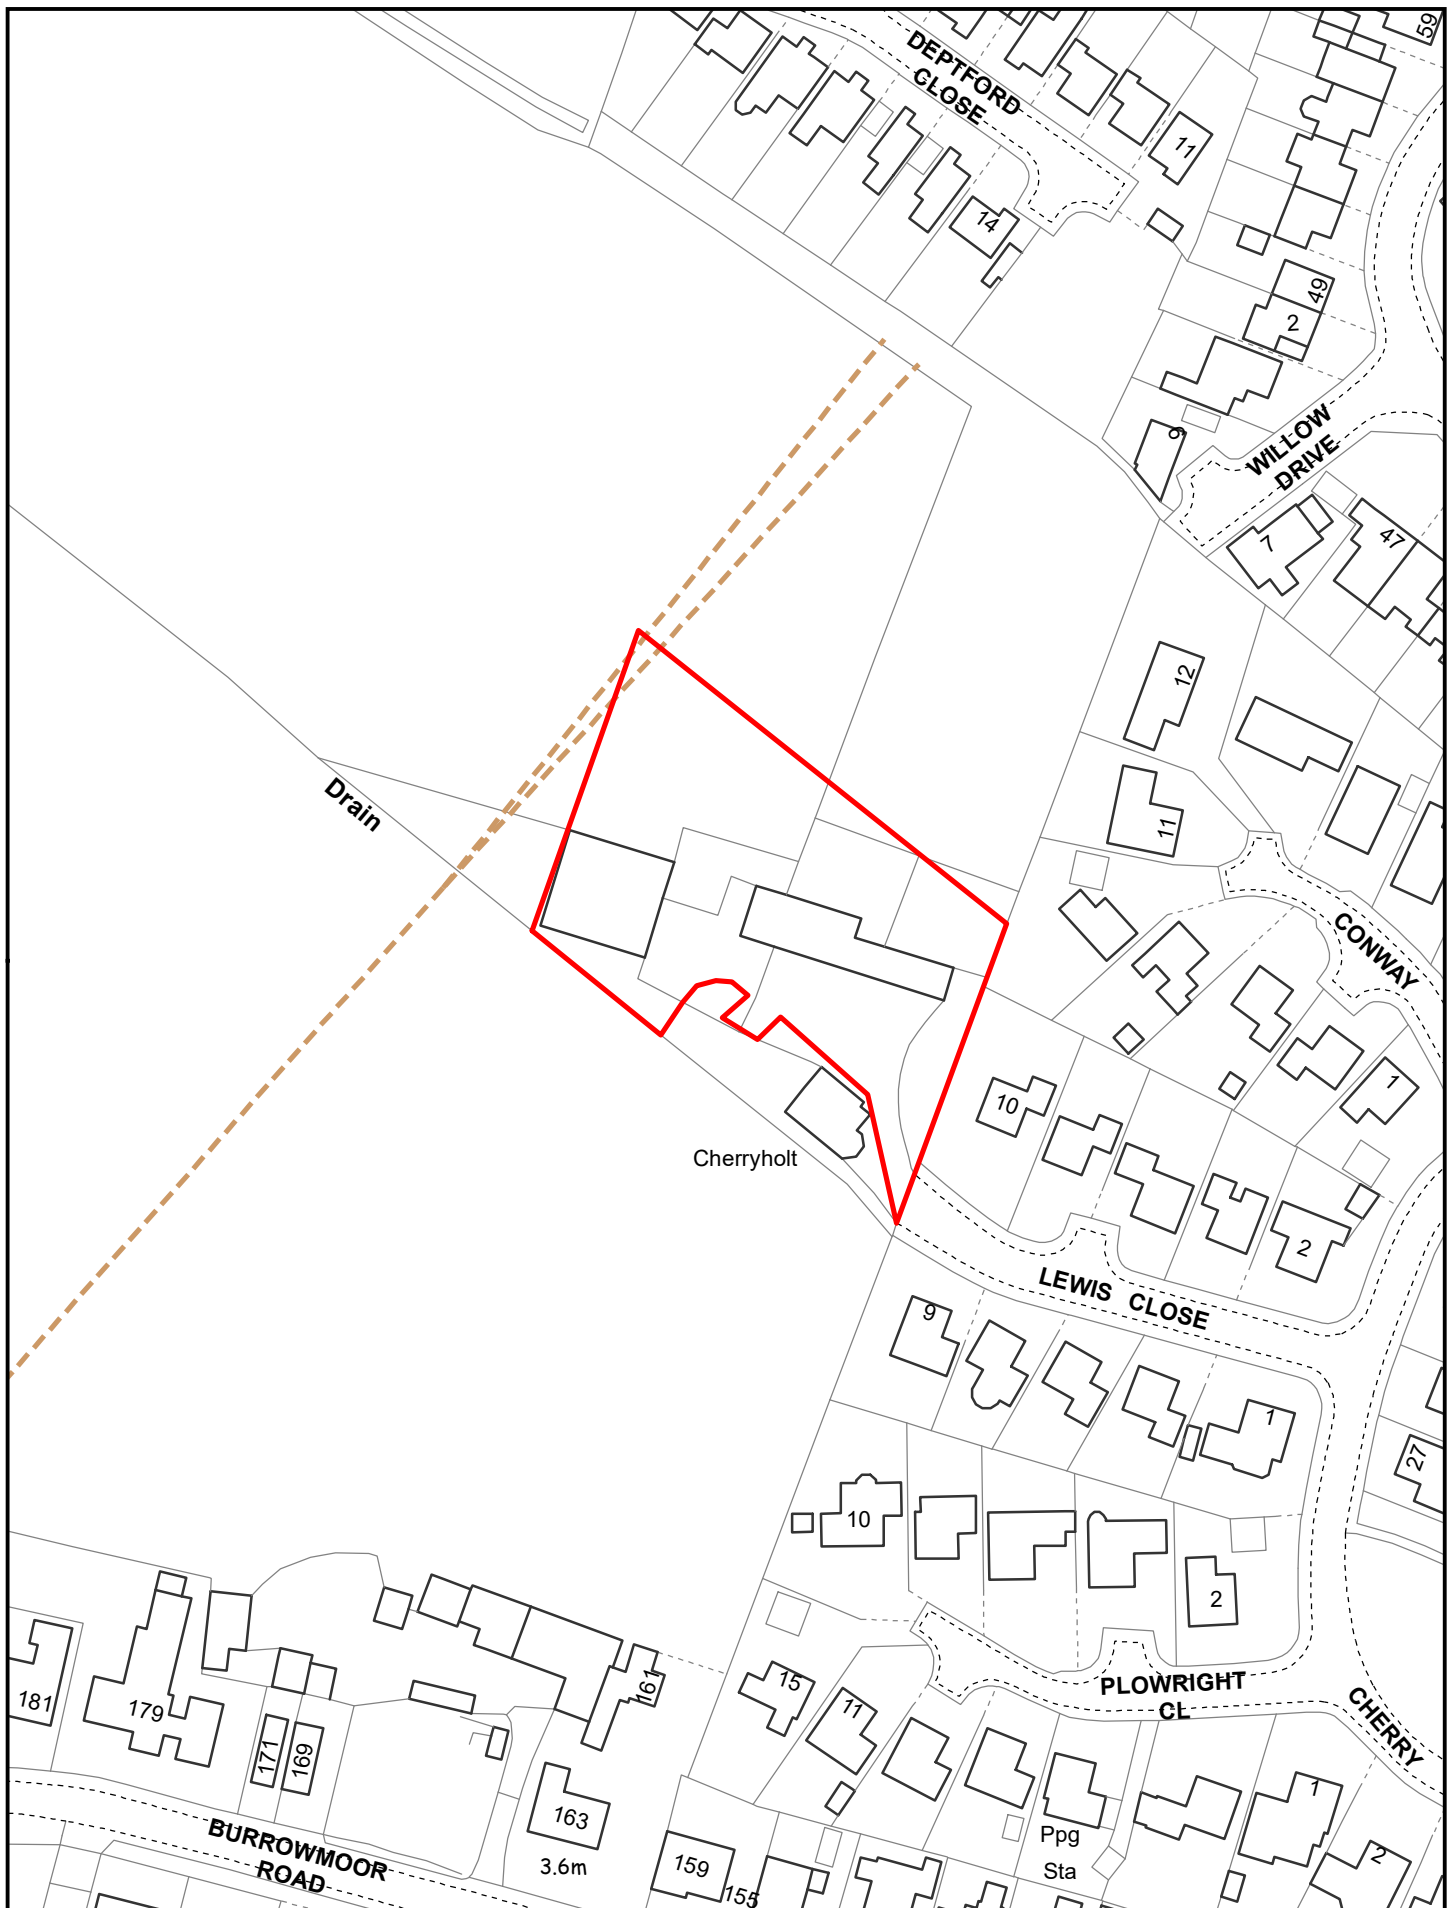 59
DEPTFORD
CLOSE
11
14
49
2
9
WILLOW
DRIVE
7
47
12
Drain
11
CONWAY
10
1
Cherryholt
2
LEWIS CLOSE
9
1
27
10
2
161
15
181
179
11
PLOWRIGHT
CL
CHERRY
171
169
163
1
Ppg
Sta
BURROWMOOR
ROAD
3.6m
159
155
2